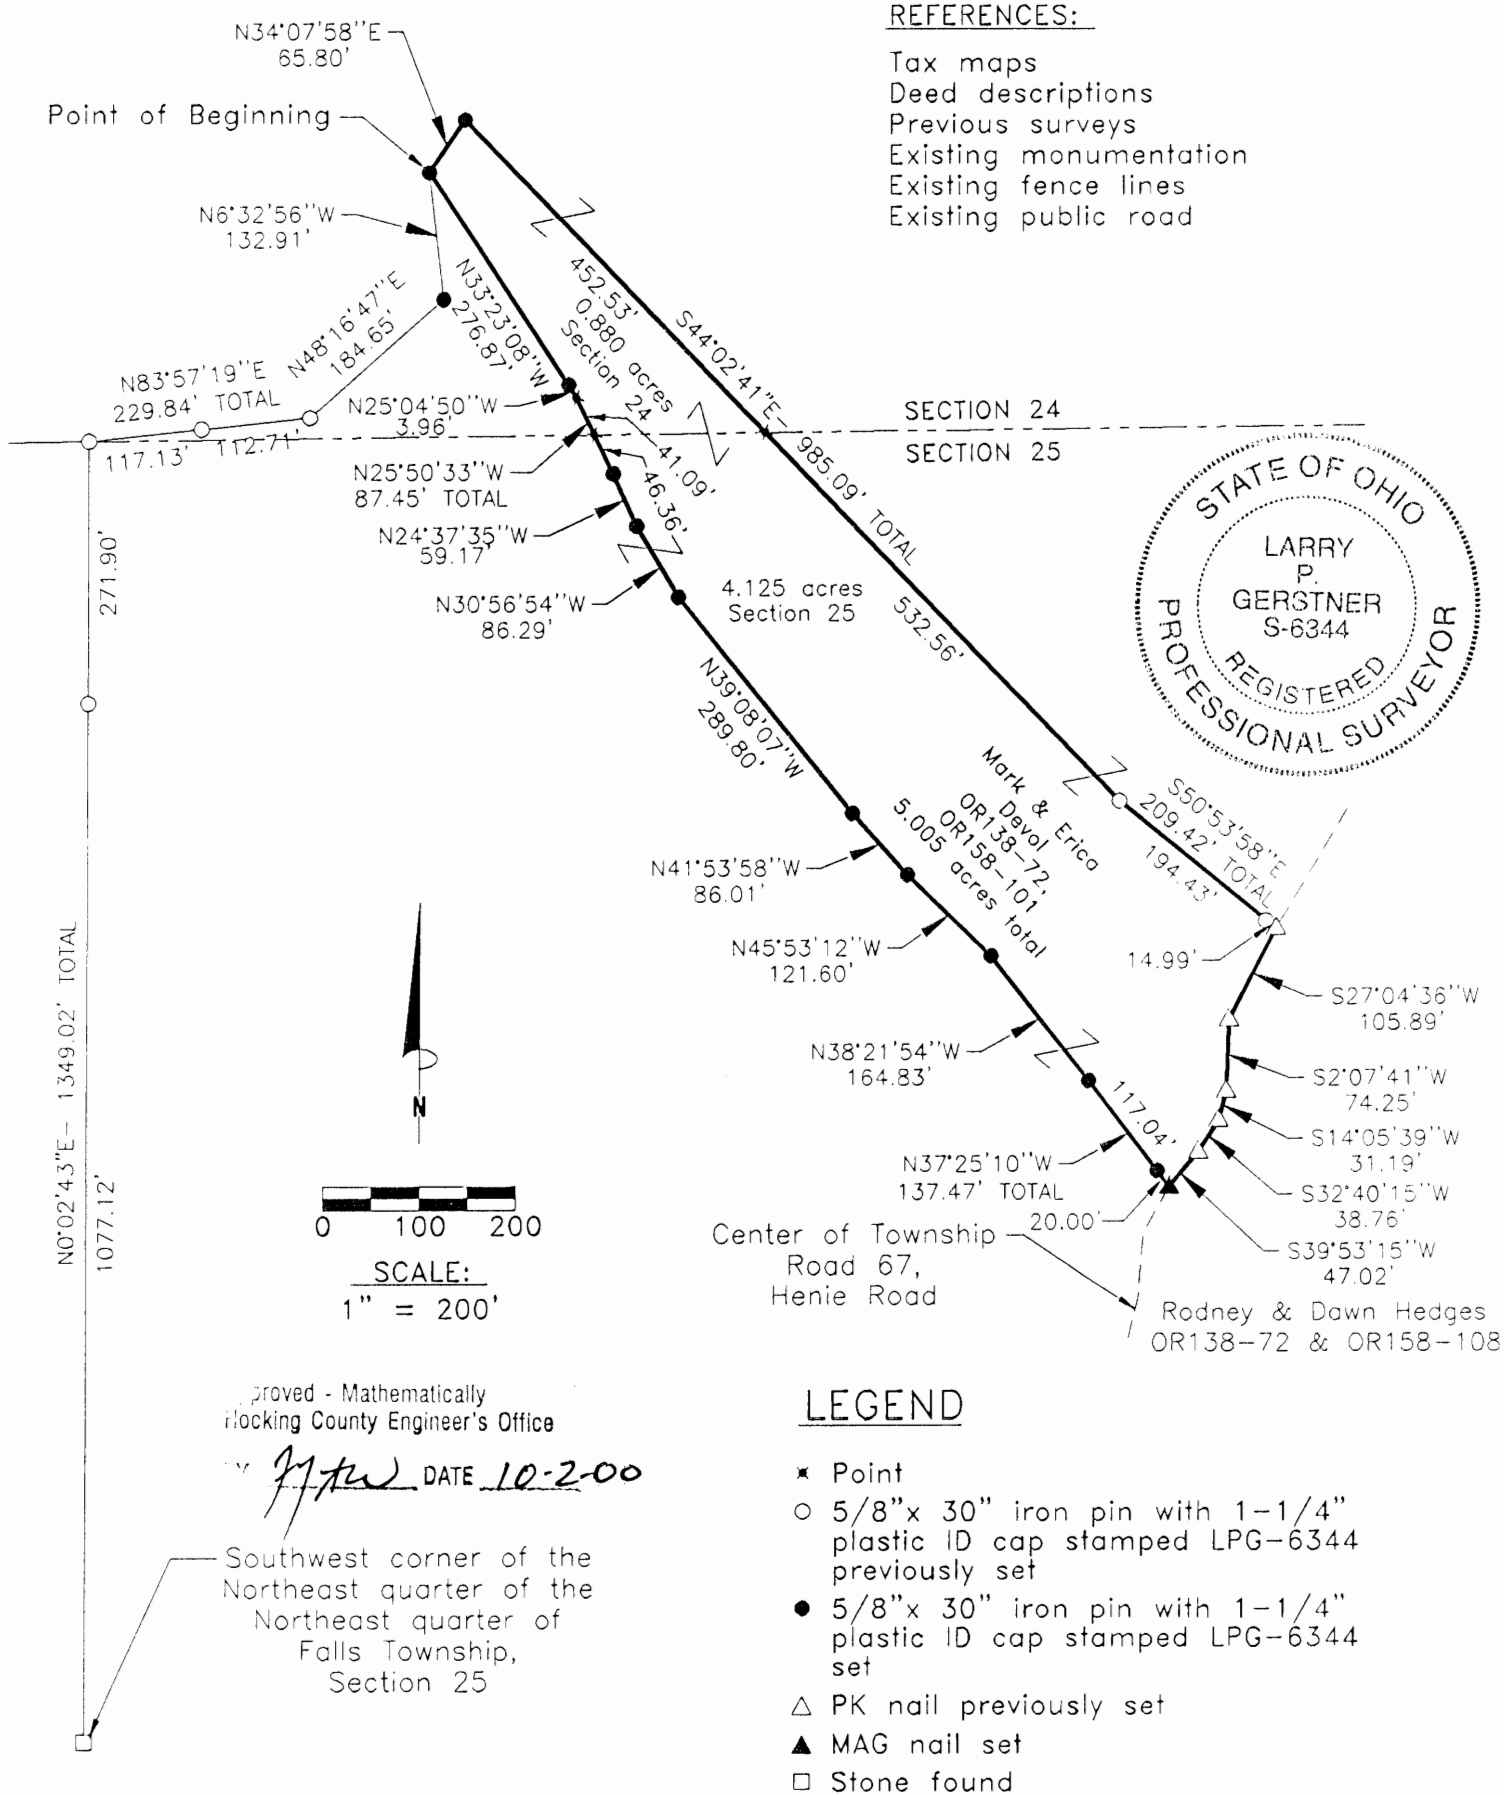 REFERENCES:
Tax maps
Deed descriptions
Previous surveys
Existing monumentation
Existing fence lines
Existing public road
N34°07'58"E
65.80'
Point of Beginning
N6°32'56"W
132.91'
N33°23'08"W
276.87'
N48°16'47"E
184.65'
N83°57'19"E
229.84' TOTAL
117.13'
112.71'
452.53'
0.880 acres
Section 24
S44°02'41"E- 985.09' TOTAL
532.56'
N25°04'50"W
3.96'
41.09'
46.36'
N25°50'33"W
87.45' TOTAL
N24°37'35"W
59.17'
N30°56'54"W
86.29'
SECTION 24
SECTION 25
STATE OF OHIO
LARRY
P.
GERSTNER
S-6344
REGISTERED
PROFESSIONAL SURVEYOR
4.125 acres
Section 25
271.90'
N39°08'07"W
289.80'
Mark & Erica
Devol
OR138-72,
OR158-101
5.005 acres total
S50°53'58"E
209.42' TOTAL
194.43'
14.99'
N41°53'58"W
86.01'
N45°53'12"W
121.60'
N38°21'54"W
164.83'
117.04'
N37°25'10"W
137.47' TOTAL
20.00'
S27°04'36"W
105.89'
S2°07'41"W
74.25'
S14°05'39"W
31.19'
S32°40'15"W
38.76'
S39°53'15"W
47.02'
Center of Township
Road 67,
Henie Road
Rodney & Dawn Hedges
OR138-72 & OR158-108
N0°02'43"E- 1349.02' TOTAL
1077.12'
N
0 100 200
SCALE:
1" = 200'
proved - Mathematically
Hocking County Engineer's Office
DATE 10-2-00
Southwest corner of the
Northeast quarter of the
Northeast quarter of
Falls Township,
Section 25
LEGEND
Point
5/8"x 30" iron pin with 1-1/4"
plastic ID cap stamped LPG-6344
previously set
5/8"x 30" iron pin with 1-1/4"
plastic ID cap stamped LPG-6344
set
PK nail previously set
MAG nail set
Stone found